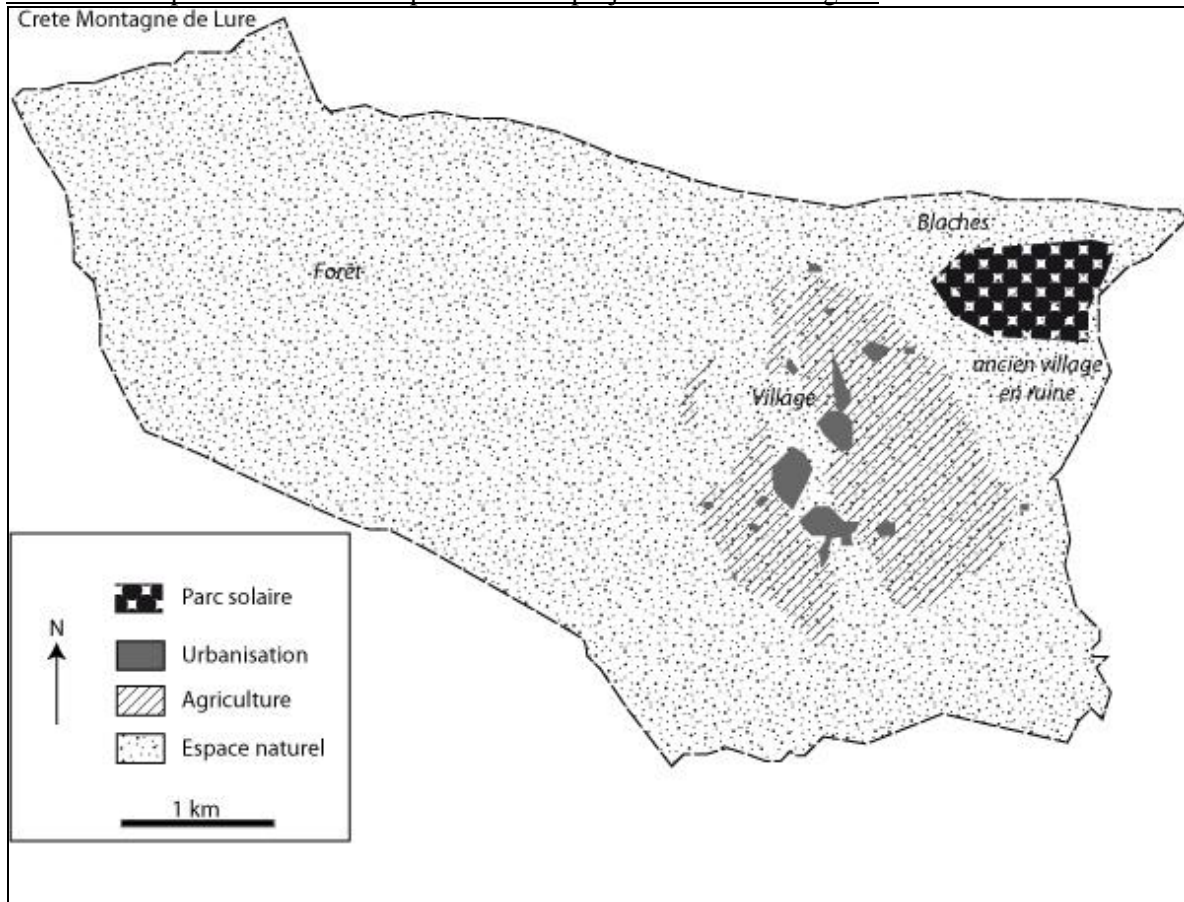 Crete Montagne de Lure
Blaches
Forêt
ancien village
en ruine
Village
Parc solaire
N
Urbanisation
Agriculture
Espace naturel
1 km